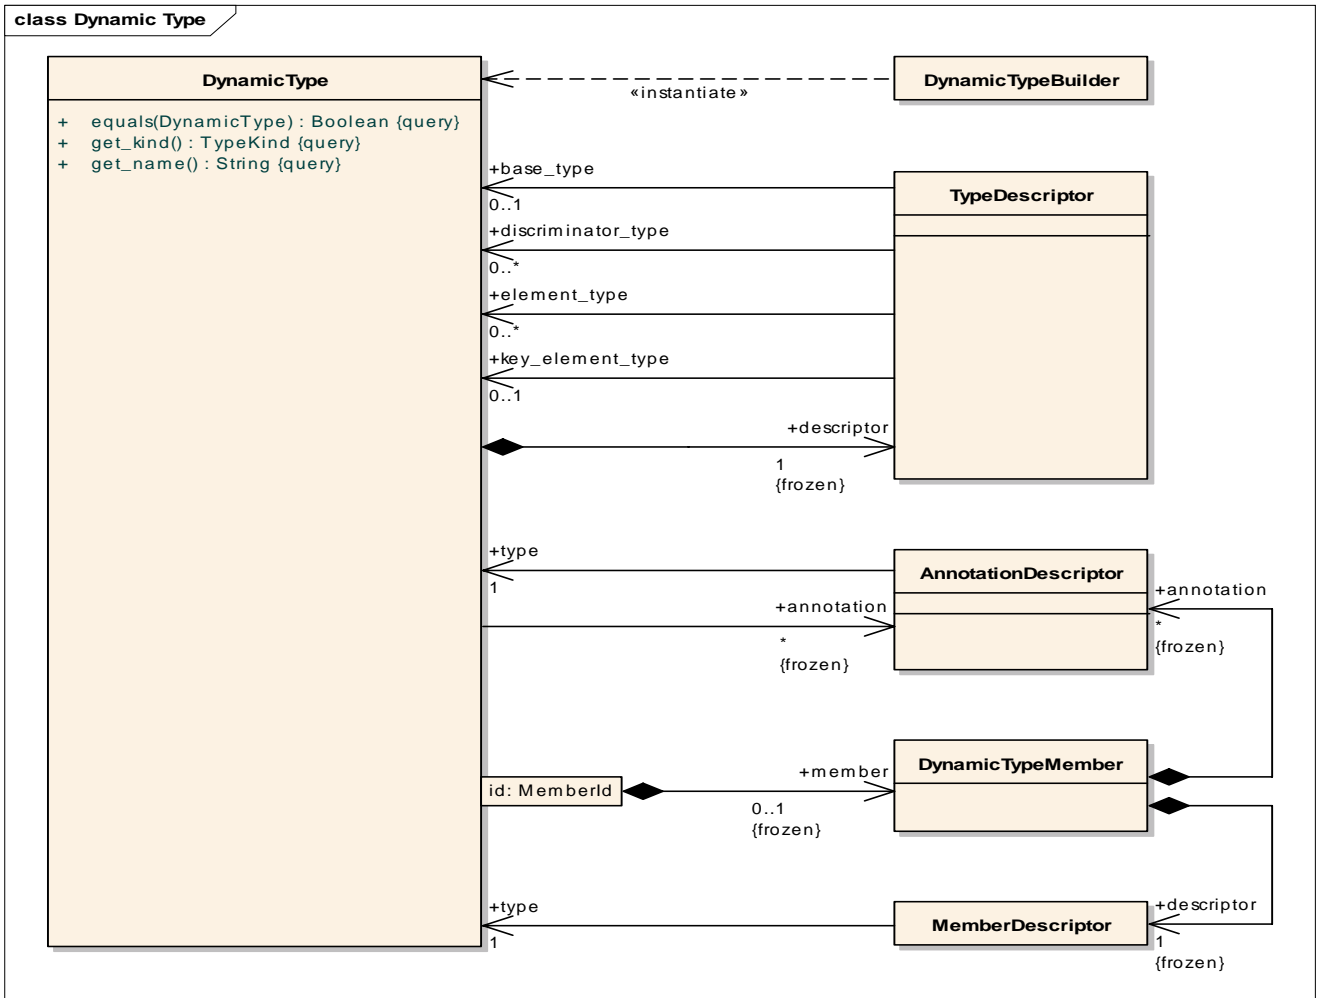 class Dynamic Type
DynamicType
+ equals(DynamicType) : Boolean {query}
+ get_kind() : TypeKind {query}
+ get_name() : String {query}
«instantiate»
DynamicTypeBuilder
+base_type
0..1
TypeDescriptor
+discriminator_type
0..*
+element_type
0..*
+key_element_type
0..1
+descriptor
1
{frozen}
+type
1
AnnotationDescriptor
+annotation
*
{frozen}
+annotation
*
{frozen}
id: MemberId
+member
0..1
{frozen}
DynamicTypeMember
+type
1
MemberDescriptor
+descriptor
1
{frozen}